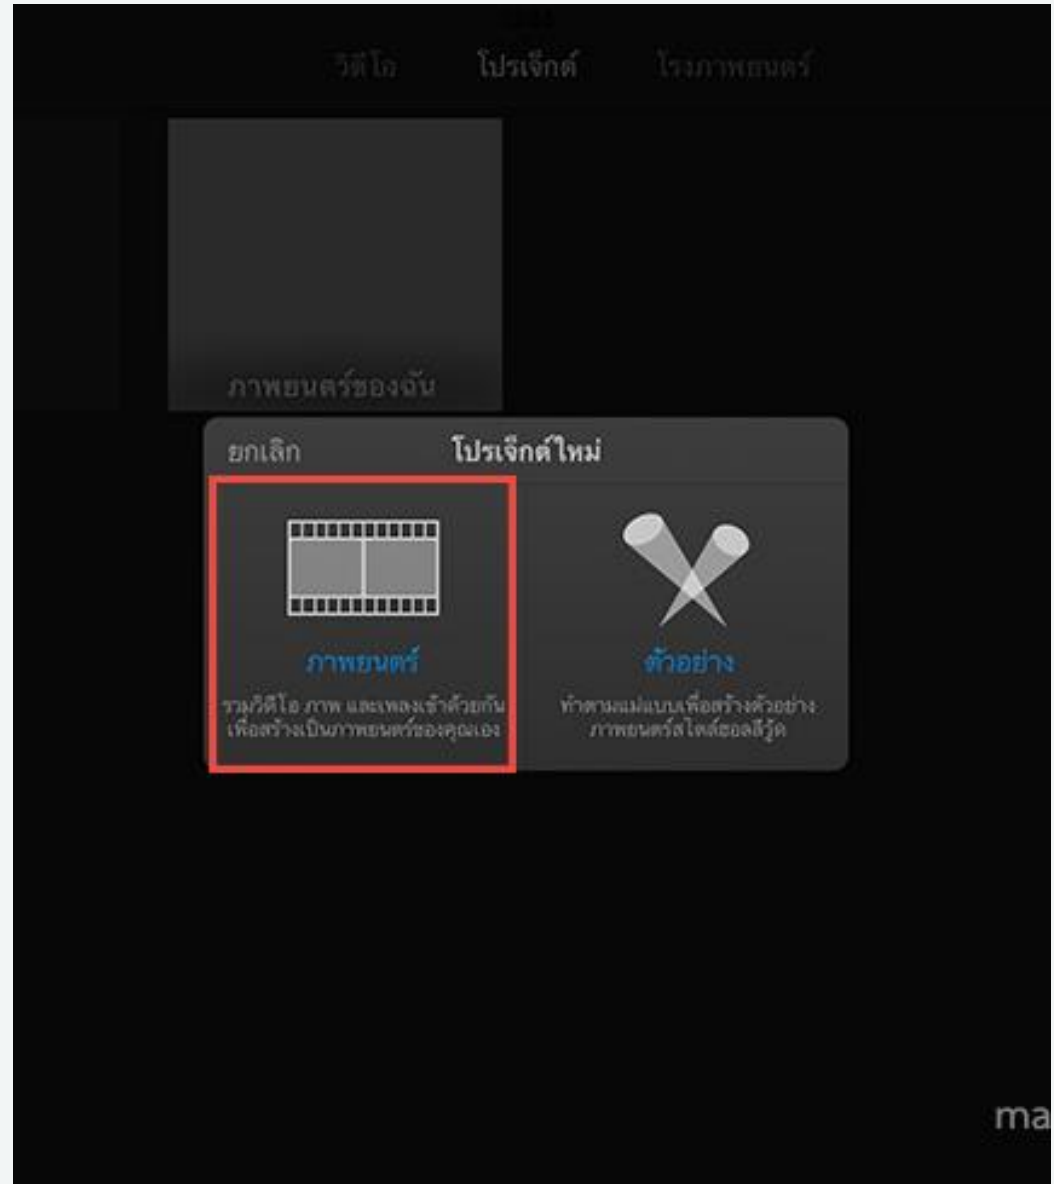 วิดีโอ โปรเจ็กต์ โรงภาพยนตร์
ภาพยนตร์ของฉัน
ยกเลิก โปรเจ็กต์ใหม่
ภาพยนตร์ ตัวอย่าง
รวมวิดีโอ ภาพ และเพลงเข้าด้วยกัน
เพื่อสร้างเป็นภาพยนตร์ของคุณเอง
ทำตามแม่แบบเพื่อสร้างตัวอย่าง
ภาพยนตร์สไตล์ฮอลลีวู้ด
ma